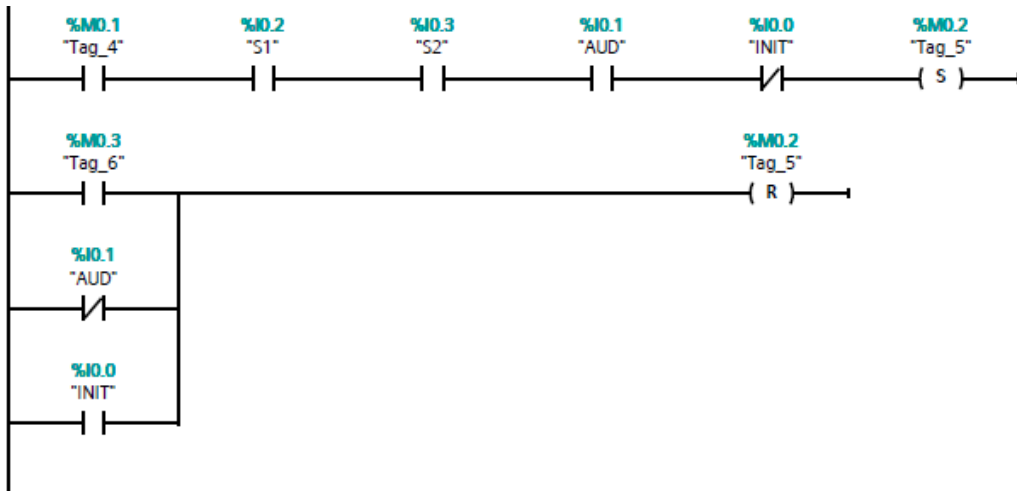 %M0.1 %I0.2 %I0.3 %I0.1 %I0.0 %M0.2
"Tag_4" "S1" "S2" "AUD" "INIT" "Tag_5"
S
%M0.3 %M0.2
"Tag_6" "Tag_5"
R
%I0.1
"AUD"
%I0.0
"INIT"